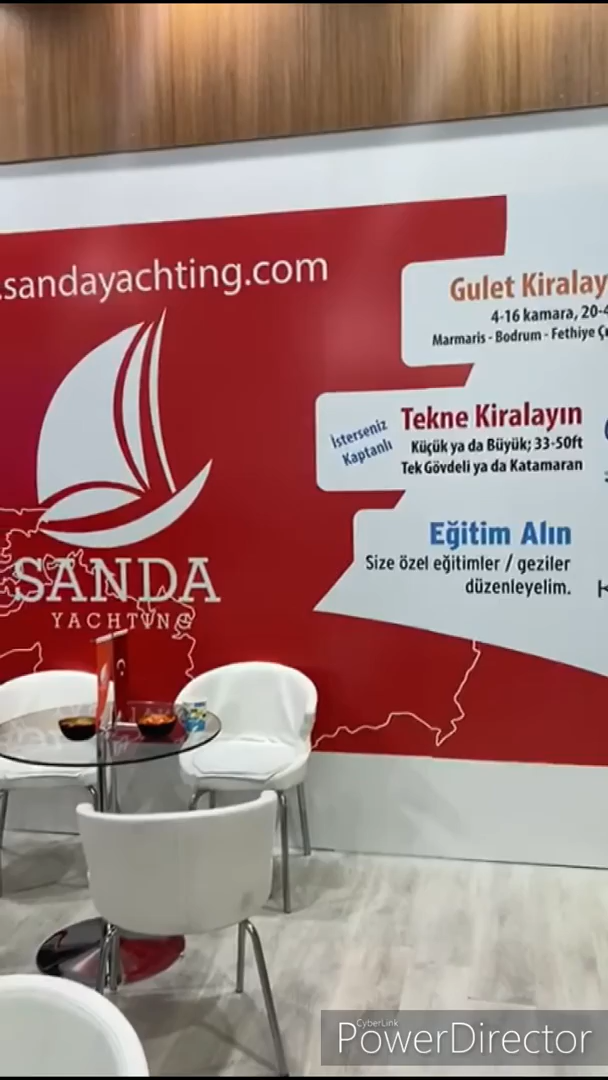 .sandayachting.com
SANDA
YACHTING
Gulet Kiralay
4-16 kamara, 20-4
Marmaris - Bodrum - Fethiye Ç
İsterseniz
Kaptanlı
Tekne Kiralayın
Küçük ya da Büyük; 33-50ft
Tek Gövdeli ya da Katamaran
Eğitim Alın
Size özel eğitimler / geziler
düzenleyelim.
CyberLink
PowerDirector